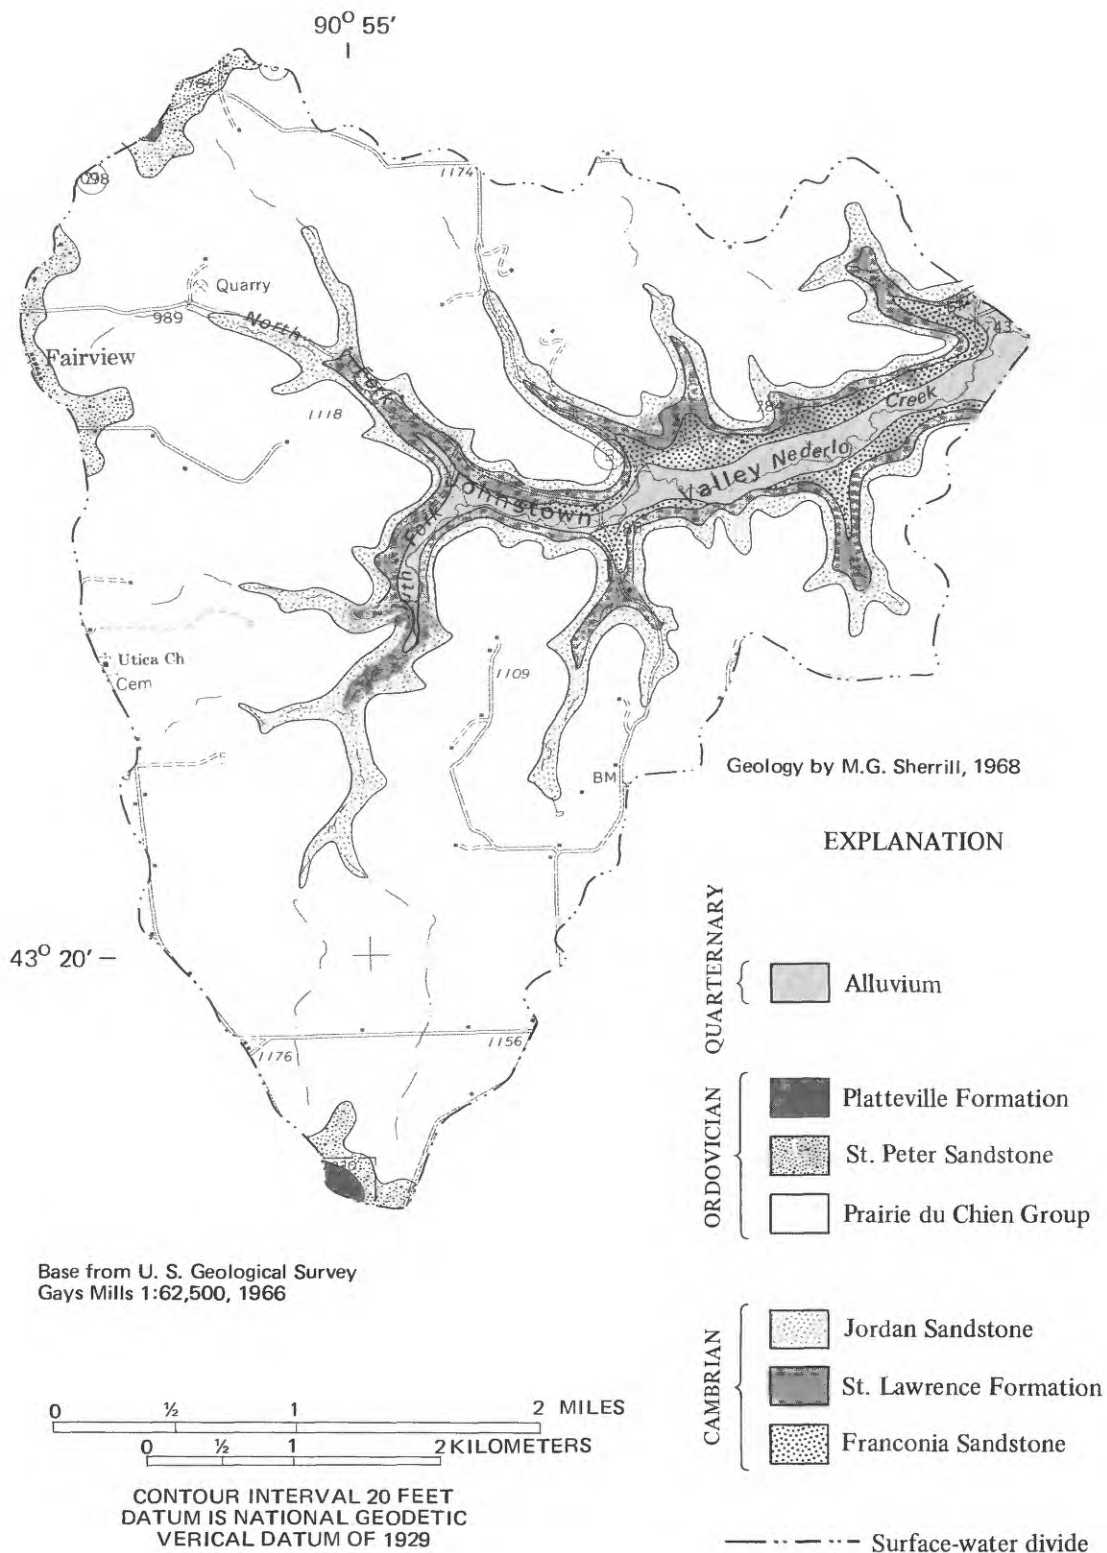 90° 55'
1174
Quarry
989
North
Fork
Fairview
1118
Creek
Nederlo
Valley
Johnstown
Fork
Utica Ch
Cem
1109
BM
Geology by M.G. Sherrill, 1968
EXPLANATION
43° 20'
QUARTERNARY
Alluvium
1176
1156
ORDOVICIAN
Platteville Formation
St. Peter Sandstone
Prairie du Chien Group
Base from U. S. Geological Survey
Gays Mills 1:62,500, 1966
CAMBRIAN
Jordan Sandstone
St. Lawrence Formation
Franconia Sandstone
0 ½ 1 2 MILES
0 ½ 1 2 KILOMETERS
CONTOUR INTERVAL 20 FEET
DATUM IS NATIONAL GEODETIC
VERICAL DATUM OF 1929
Surface-water divide